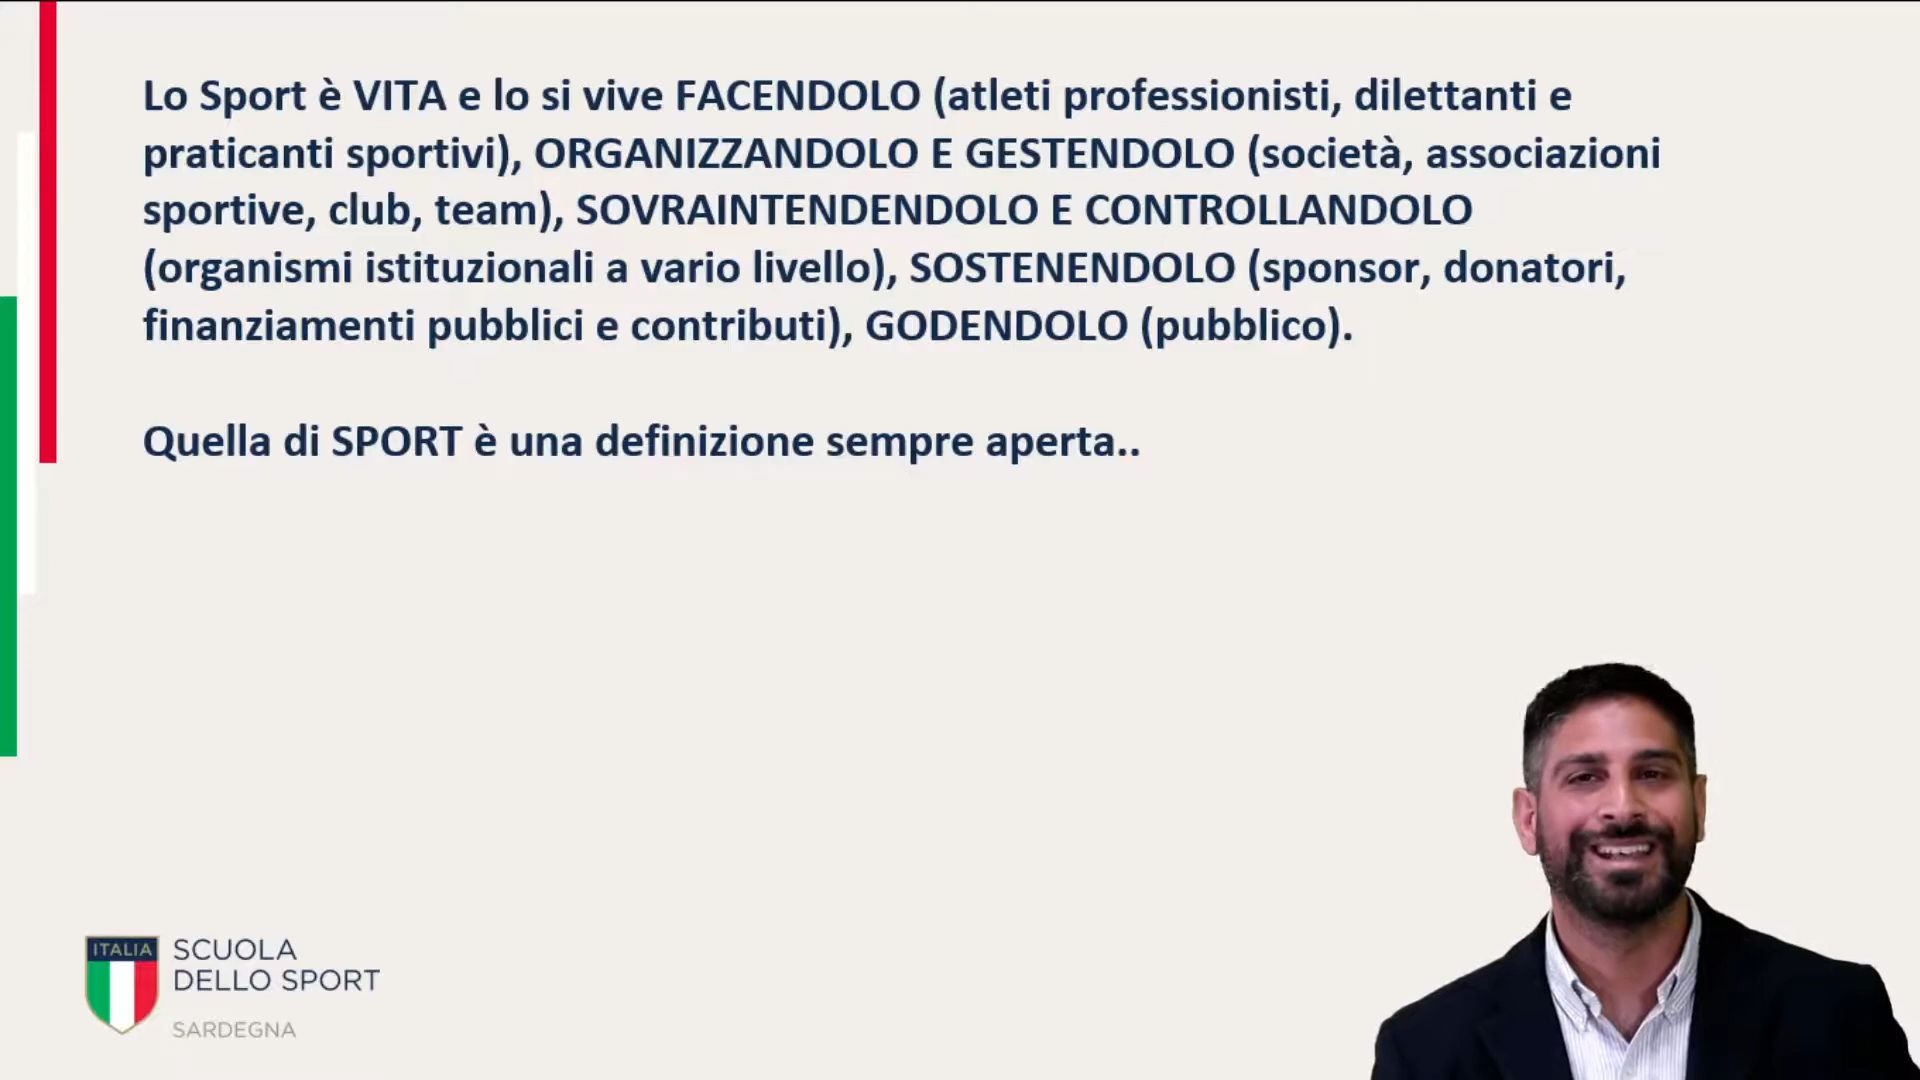 Lo Sport è VITA e lo si vive FACENDOLO (atleti professionisti, dilettanti e
praticanti sportivi), ORGANIZZANDOLO E GESTENDOLO (società, associazioni
sportive, club, team), SOVRAINTENDENDOLO E CONTROLLANDOLO
(organismi istituzionali a vario livello), SOSTENENDOLO (sponsor, donatori,
finanziamenti pubblici e contributi), GODENDOLO (pubblico).
Quella di SPORT è una definizione sempre aperta..
ITALIA
SCUOLA
DELLO SPORT
SARDEGNA